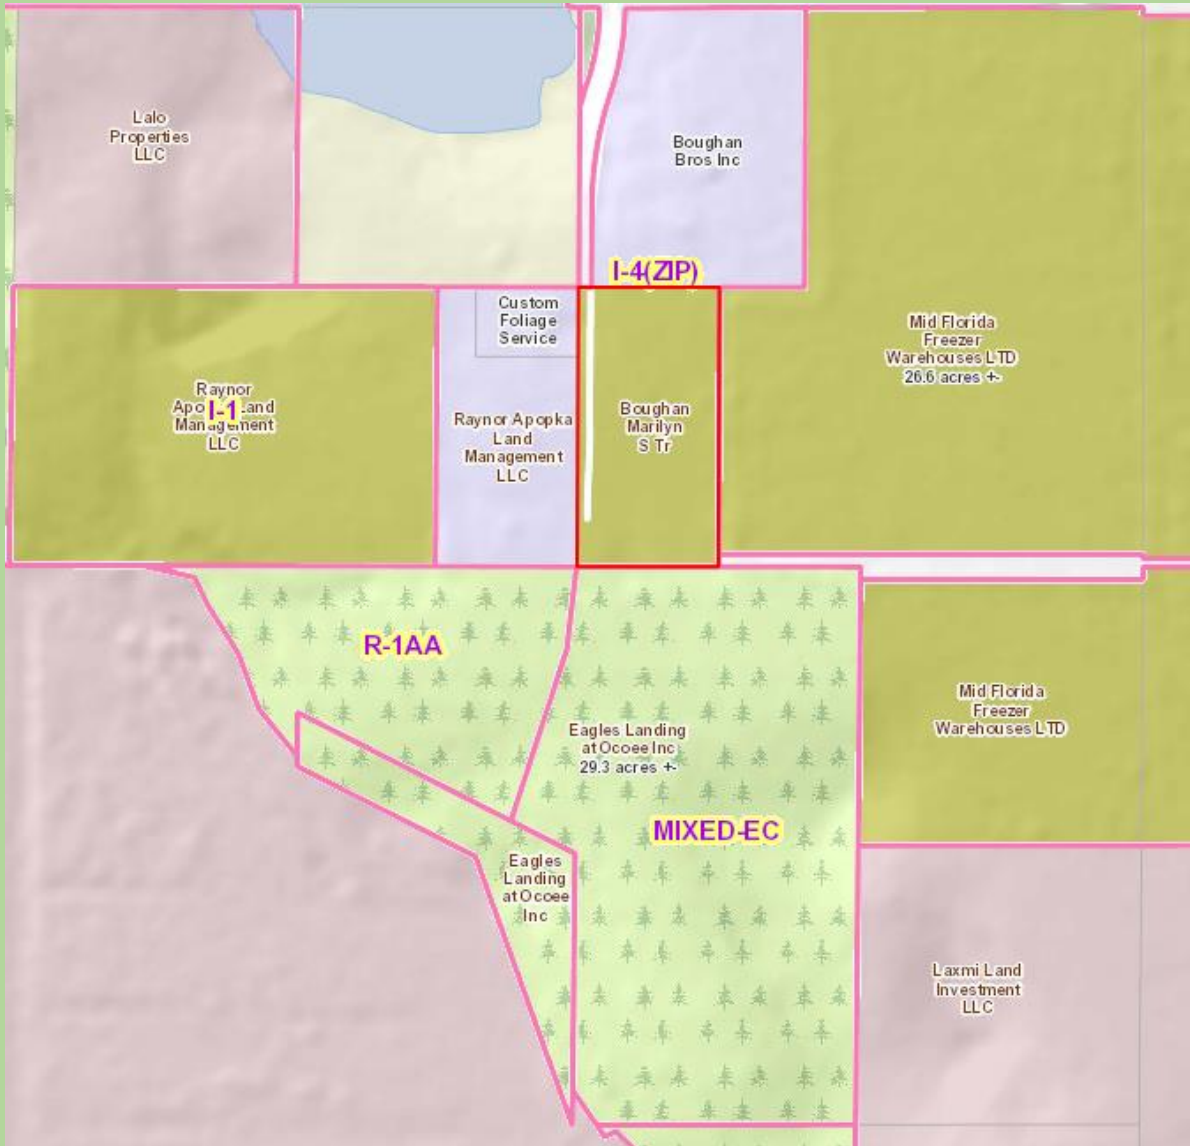 Lalo
Properties
LLC
Boughan
Bros Inc
I-4(ZIP)
Custom
Foliage
Service
Mid Florida
Freezer
Warehouses LTD
26.6 acres +-
Raynor
Apo
Land
Management
LLC
I-1
Raynor Apopka
Land
Management
LLC
Boughan
Marilyn
S Tr
R-1AA
Eagles Landing
at Ocoee Inc
29.3 acres +-
Mid Florida
Freezer
Warehouses LTD
MIXED-EC
Eagles
Landing
at Ocoee
Inc
Laxmi Land
Investment
LLC